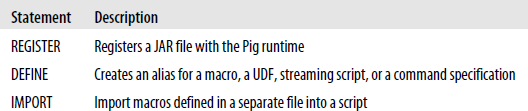 Statement Description
REGISTER Registers a JAR file with the Pig runtime
DEFINE Creates an alias for a macro, a UDF, streaming script, or a command specification
IMPORT Import macros defined in a separate file into a script